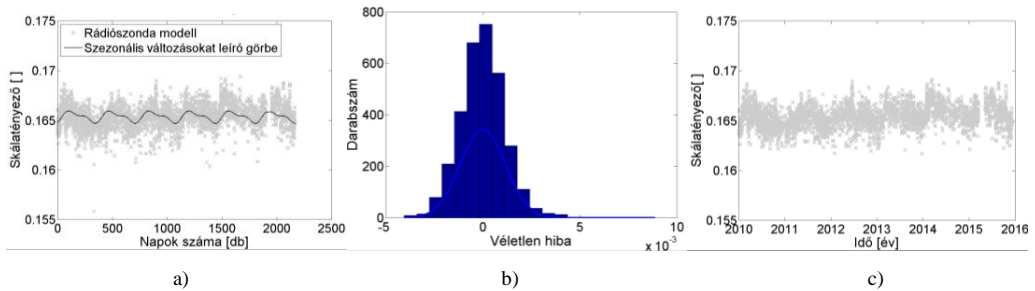 Rádiószonda modell
Szezonális változásokat leíró görbe
Skálatényező[ ]
0.175
0.17
0.165
0.16
0.155
0 500 1000 1500 2000 2500
Napok száma [db]
a)
Darabszám
800
600
400
200
0
-5 0 5 10
x 10⁻³
Véletlen hiba
b)
Skálatényező[ ]
0.175
0.17
0.165
0.16
0.155
2010 2011 2012 2013 2014 2015 2016
Idő [év]
c)